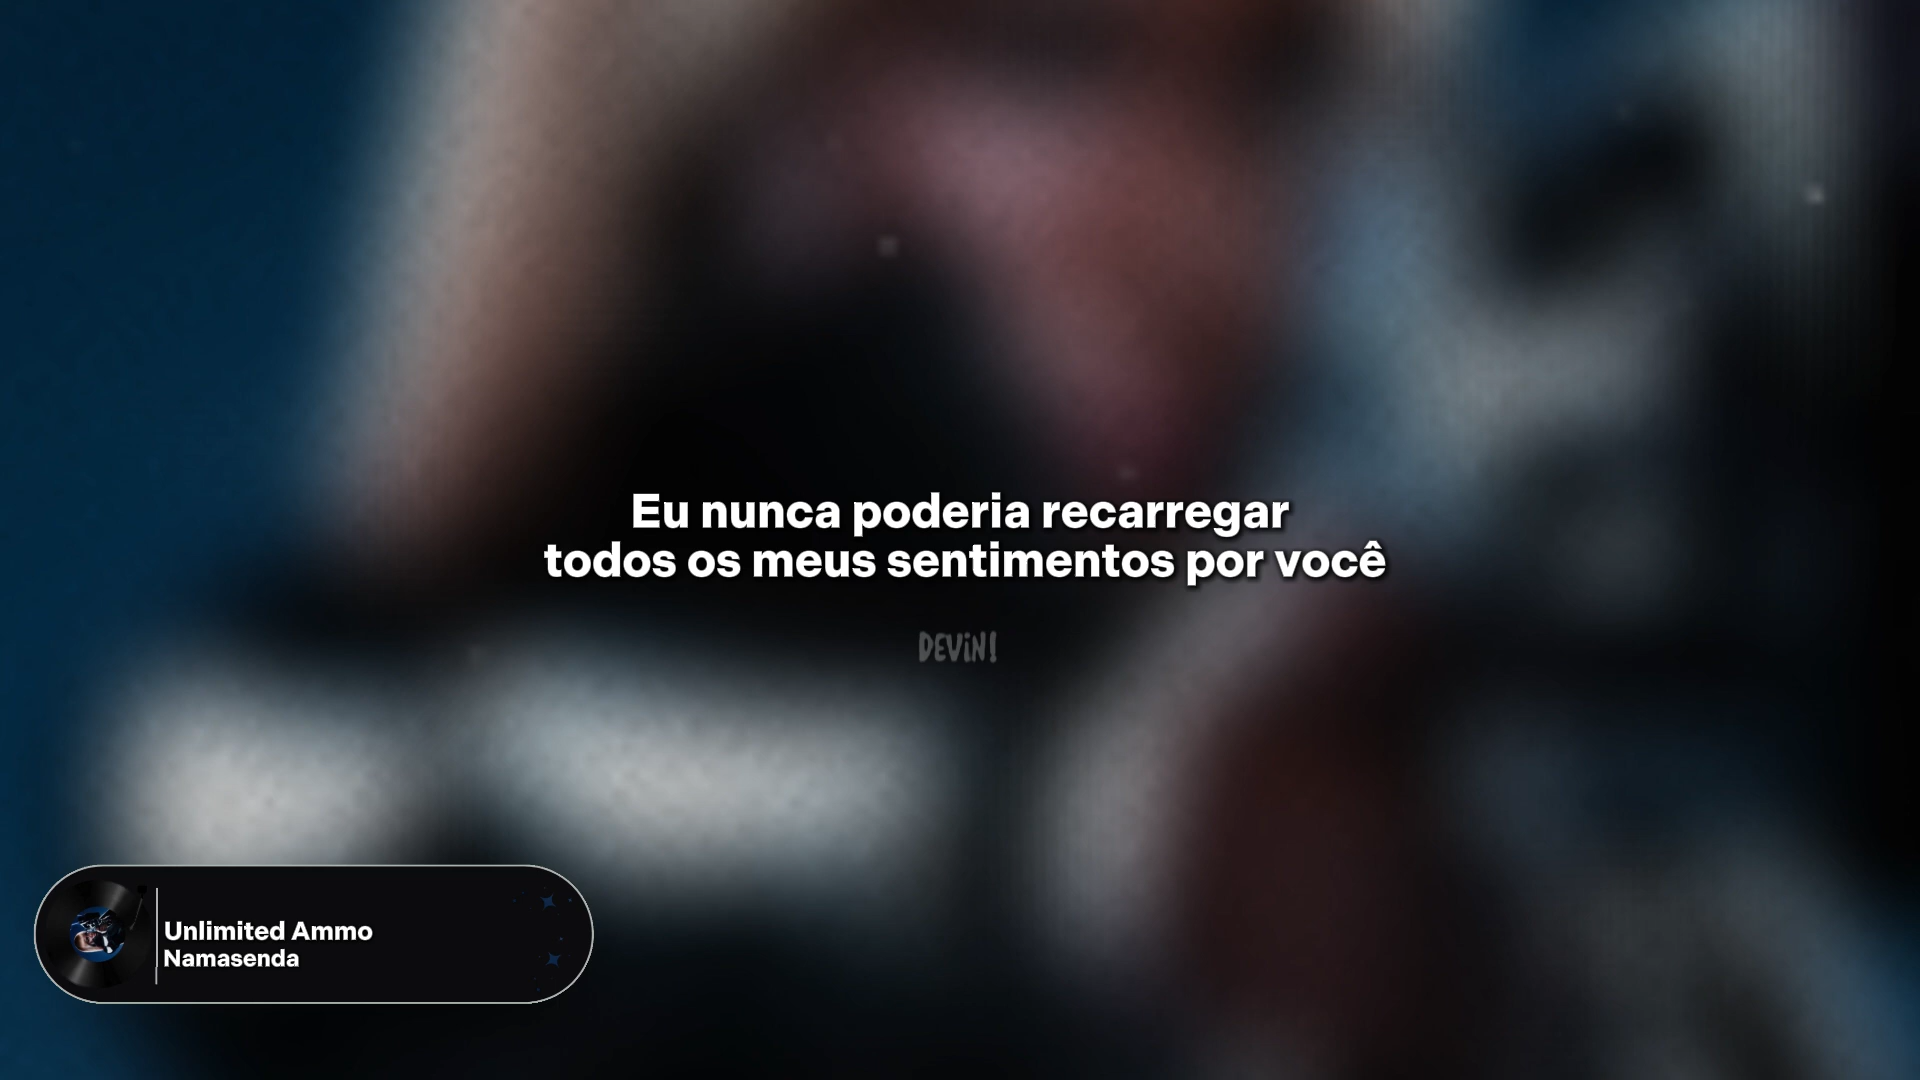 Eu nunca poderia recarregar
todos os meus sentimentos por você
DEViN!
Unlimited Ammo
Namasenda